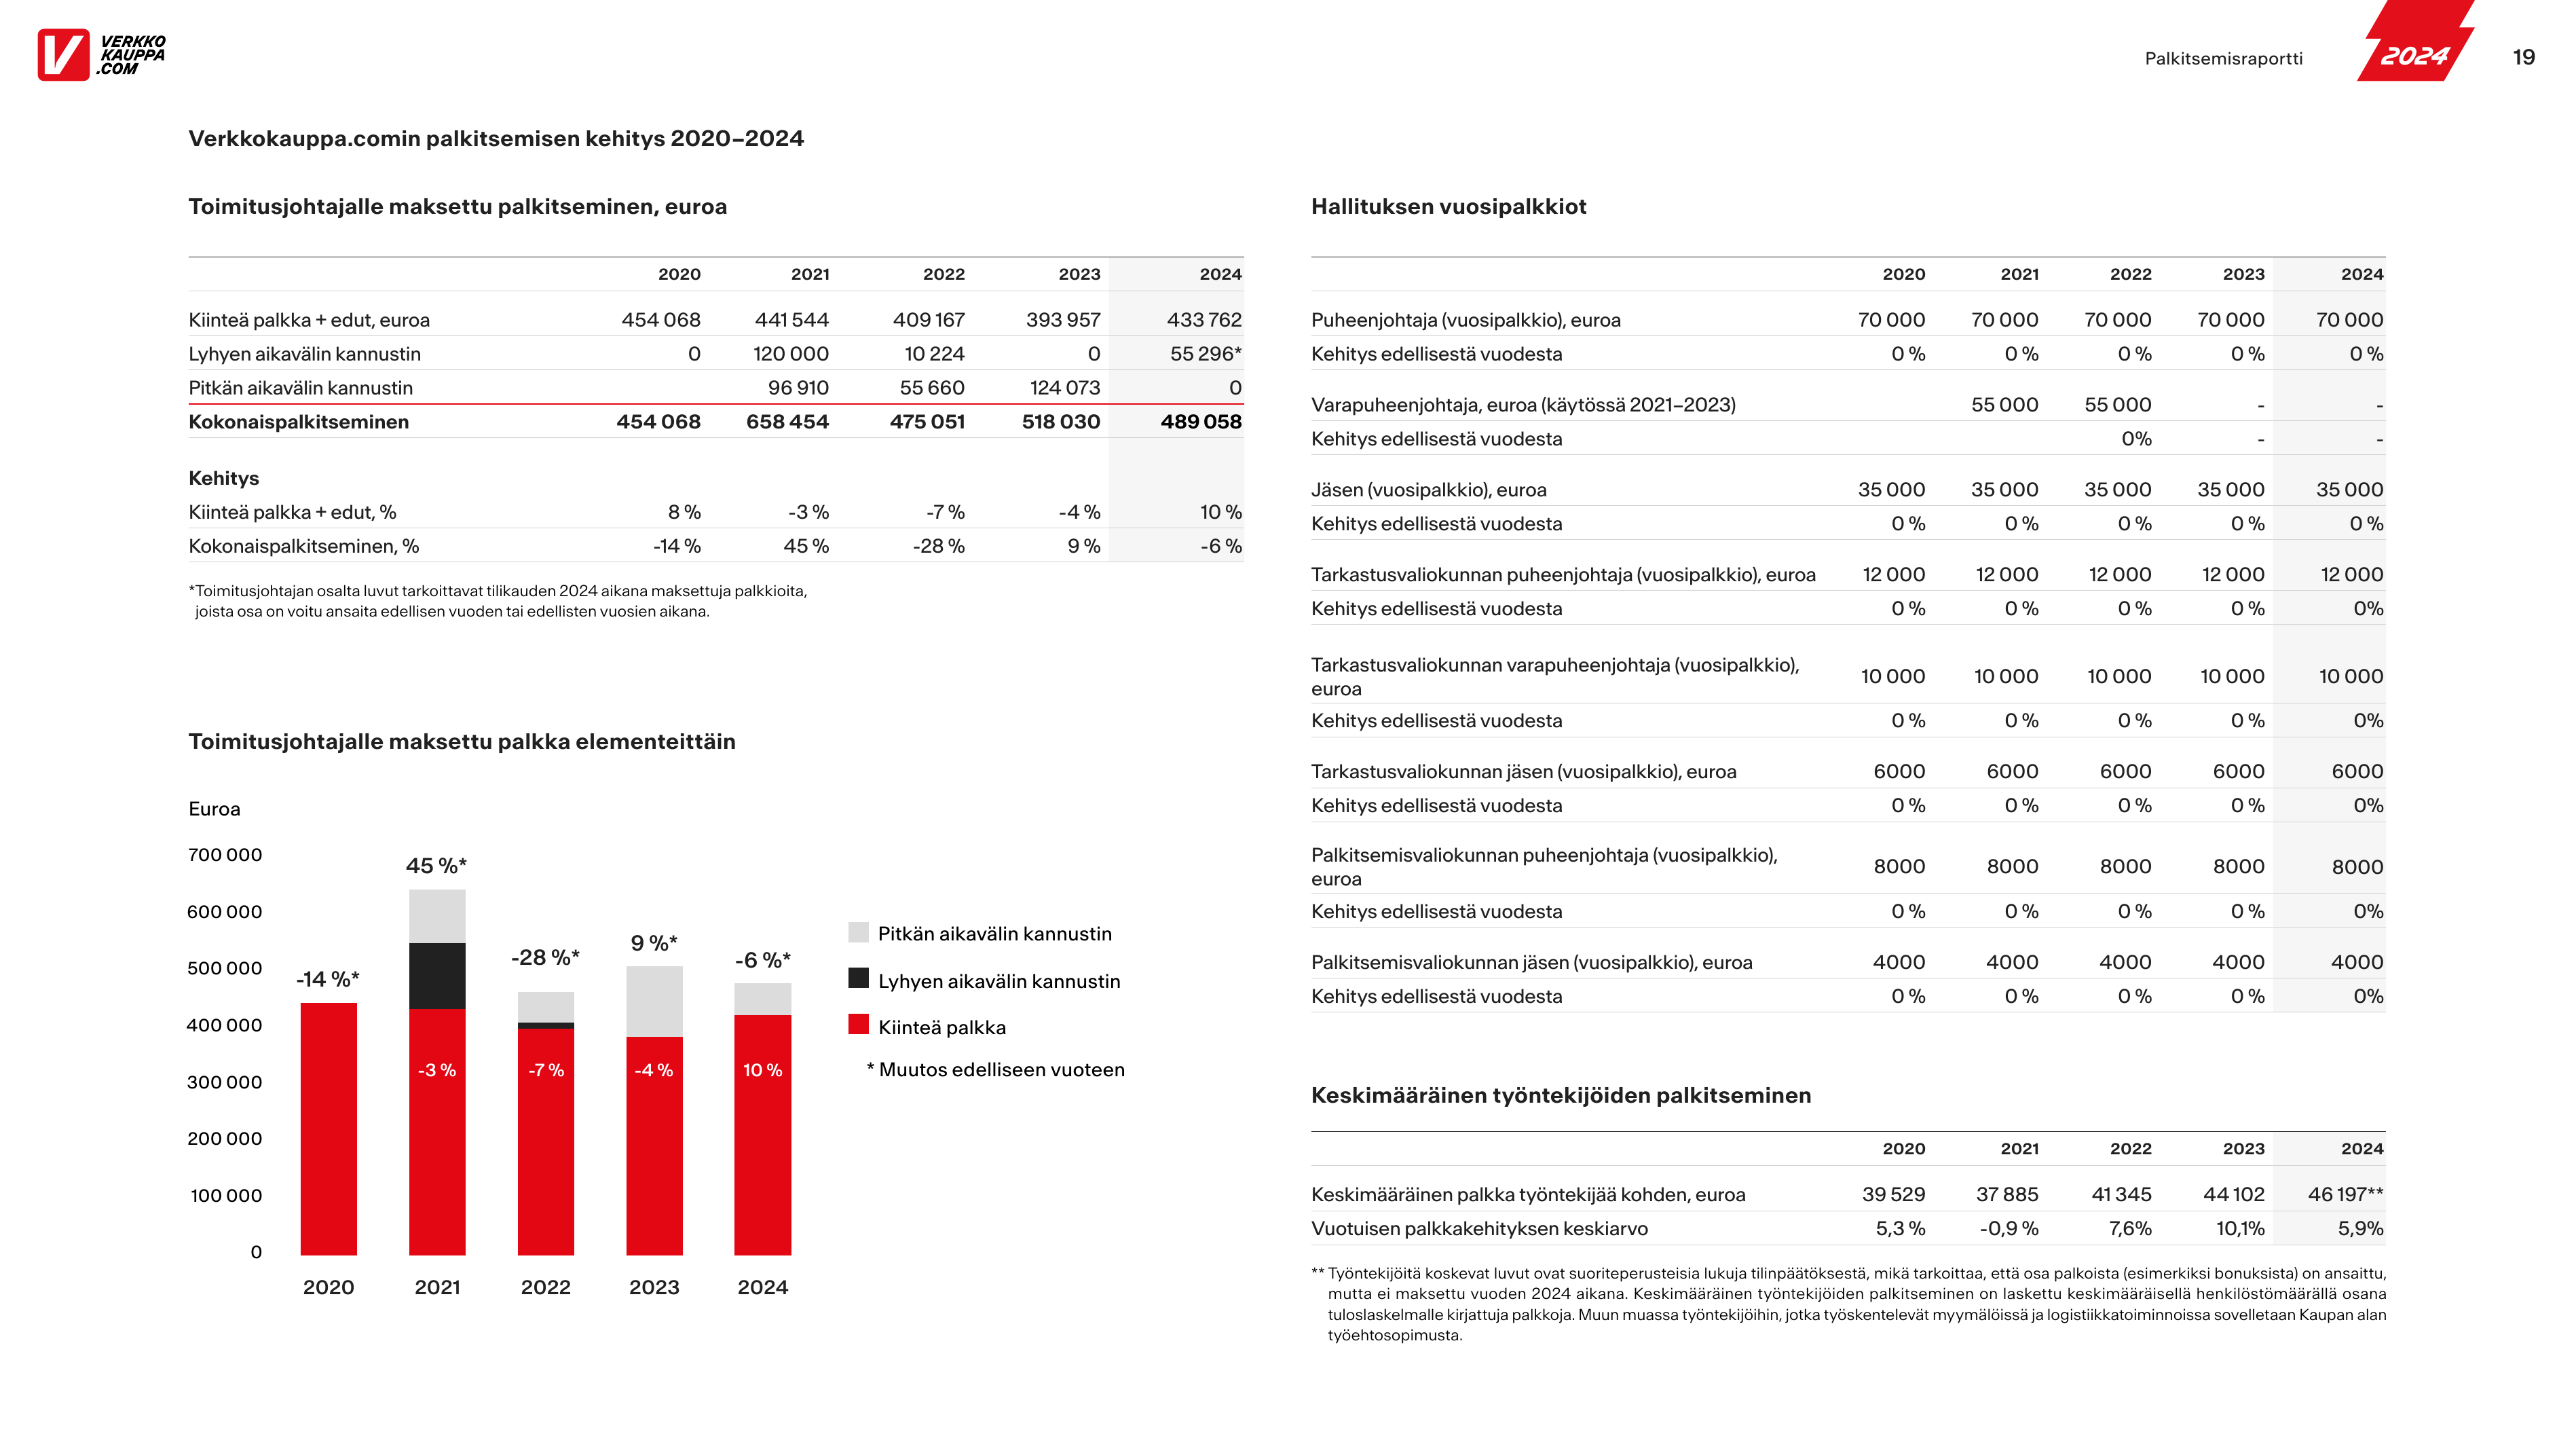 VERKKO
KAUPPA
.COM
Palkitsemisraportti
2024
19
Verkkokauppa.comin palkitsemisen kehitys 2020–2024
Toimitusjohtajalle maksettu palkitseminen, euroa
2020 2021 2022 2023 2024
Kiinteä palkka + edut, euroa 454 068 441 544 409 167 393 957 433 762
Lyhyen aikavälin kannustin 0 120 000 10 224 0 55 296*
Pitkän aikavälin kannustin 96 910 55 660 124 073 0
Kokonaispalkitseminen 454 068 658 454 475 051 518 030 489 058
Kehitys
Kiinteä palkka + edut, % 8 % -3 % -7 % -4 % 10 %
Kokonaispalkitseminen, % -14 % 45 % -28 % 9 % -6 %
*Toimitusjohtajan osalta luvut tarkoittavat tilikauden 2024 aikana maksettuja palkkioita,
joista osa on voitu ansaita edellisen vuoden tai edellisten vuosien aikana.
Toimitusjohtajalle maksettu palkka elementeittäin
Euroa
700 000
600 000
500 000
400 000
300 000
200 000
100 000
0
-14 %*
45 %*
-28 %*
9 %*
-6 %*
-3 %
-7 %
-4 %
10 %
2020 2021 2022 2023 2024
Pitkän aikavälin kannustin
Lyhyen aikavälin kannustin
Kiinteä palkka
* Muutos edelliseen vuoteen
Hallituksen vuosipalkkiot
2020 2021 2022 2023 2024
Puheenjohtaja (vuosipalkkio), euroa 70 000 70 000 70 000 70 000 70 000
Kehitys edellisestä vuodesta 0 % 0 % 0 % 0 % 0 %
Varapuheenjohtaja, euroa (käytössä 2021–2023) 55 000 55 000 - -
Kehitys edellisestä vuodesta 0% - -
Jäsen (vuosipalkkio), euroa 35 000 35 000 35 000 35 000 35 000
Kehitys edellisestä vuodesta 0 % 0 % 0 % 0 % 0 %
Tarkastusvaliokunnan puheenjohtaja (vuosipalkkio), euroa 12 000 12 000 12 000 12 000 12 000
Kehitys edellisestä vuodesta 0 % 0 % 0 % 0 % 0%
Tarkastusvaliokunnan varapuheenjohtaja (vuosipalkkio),
euroa 10 000 10 000 10 000 10 000 10 000
Kehitys edellisestä vuodesta 0 % 0 % 0 % 0 % 0%
Tarkastusvaliokunnan jäsen (vuosipalkkio), euroa 6000 6000 6000 6000 6000
Kehitys edellisestä vuodesta 0 % 0 % 0 % 0 % 0%
Palkitsemisvaliokunnan puheenjohtaja (vuosipalkkio),
euroa 8000 8000 8000 8000 8000
Kehitys edellisestä vuodesta 0 % 0 % 0 % 0 % 0%
Palkitsemisvaliokunnan jäsen (vuosipalkkio), euroa 4000 4000 4000 4000 4000
Kehitys edellisestä vuodesta 0 % 0 % 0 % 0 % 0%
Keskimääräinen työntekijöiden palkitseminen
2020 2021 2022 2023 2024
Keskimääräinen palkka työntekijää kohden, euroa 39 529 37 885 41 345 44 102 46 197**
Vuotuisen palkkakehityksen keskiarvo 5,3 % -0,9 % 7,6% 10,1% 5,9%
** Työntekijöitä koskevat luvut ovat suoriteperusteisia lukuja tilinpäätöksestä, mikä tarkoittaa, että osa palkoista (esimerkiksi bonuksista) on ansaittu,
mutta ei maksettu vuoden 2024 aikana. Keskimääräinen työntekijöiden palkitseminen on laskettu keskimääräisellä henkilöstömäärällä osana
tuloslaskelmalle kirjattuja palkkoja. Muun muassa työntekijöihin, jotka työskentelevät myymälöissä ja logistiikkatoiminnoissa sovelletaan Kaupan alan
työehtosopimusta.